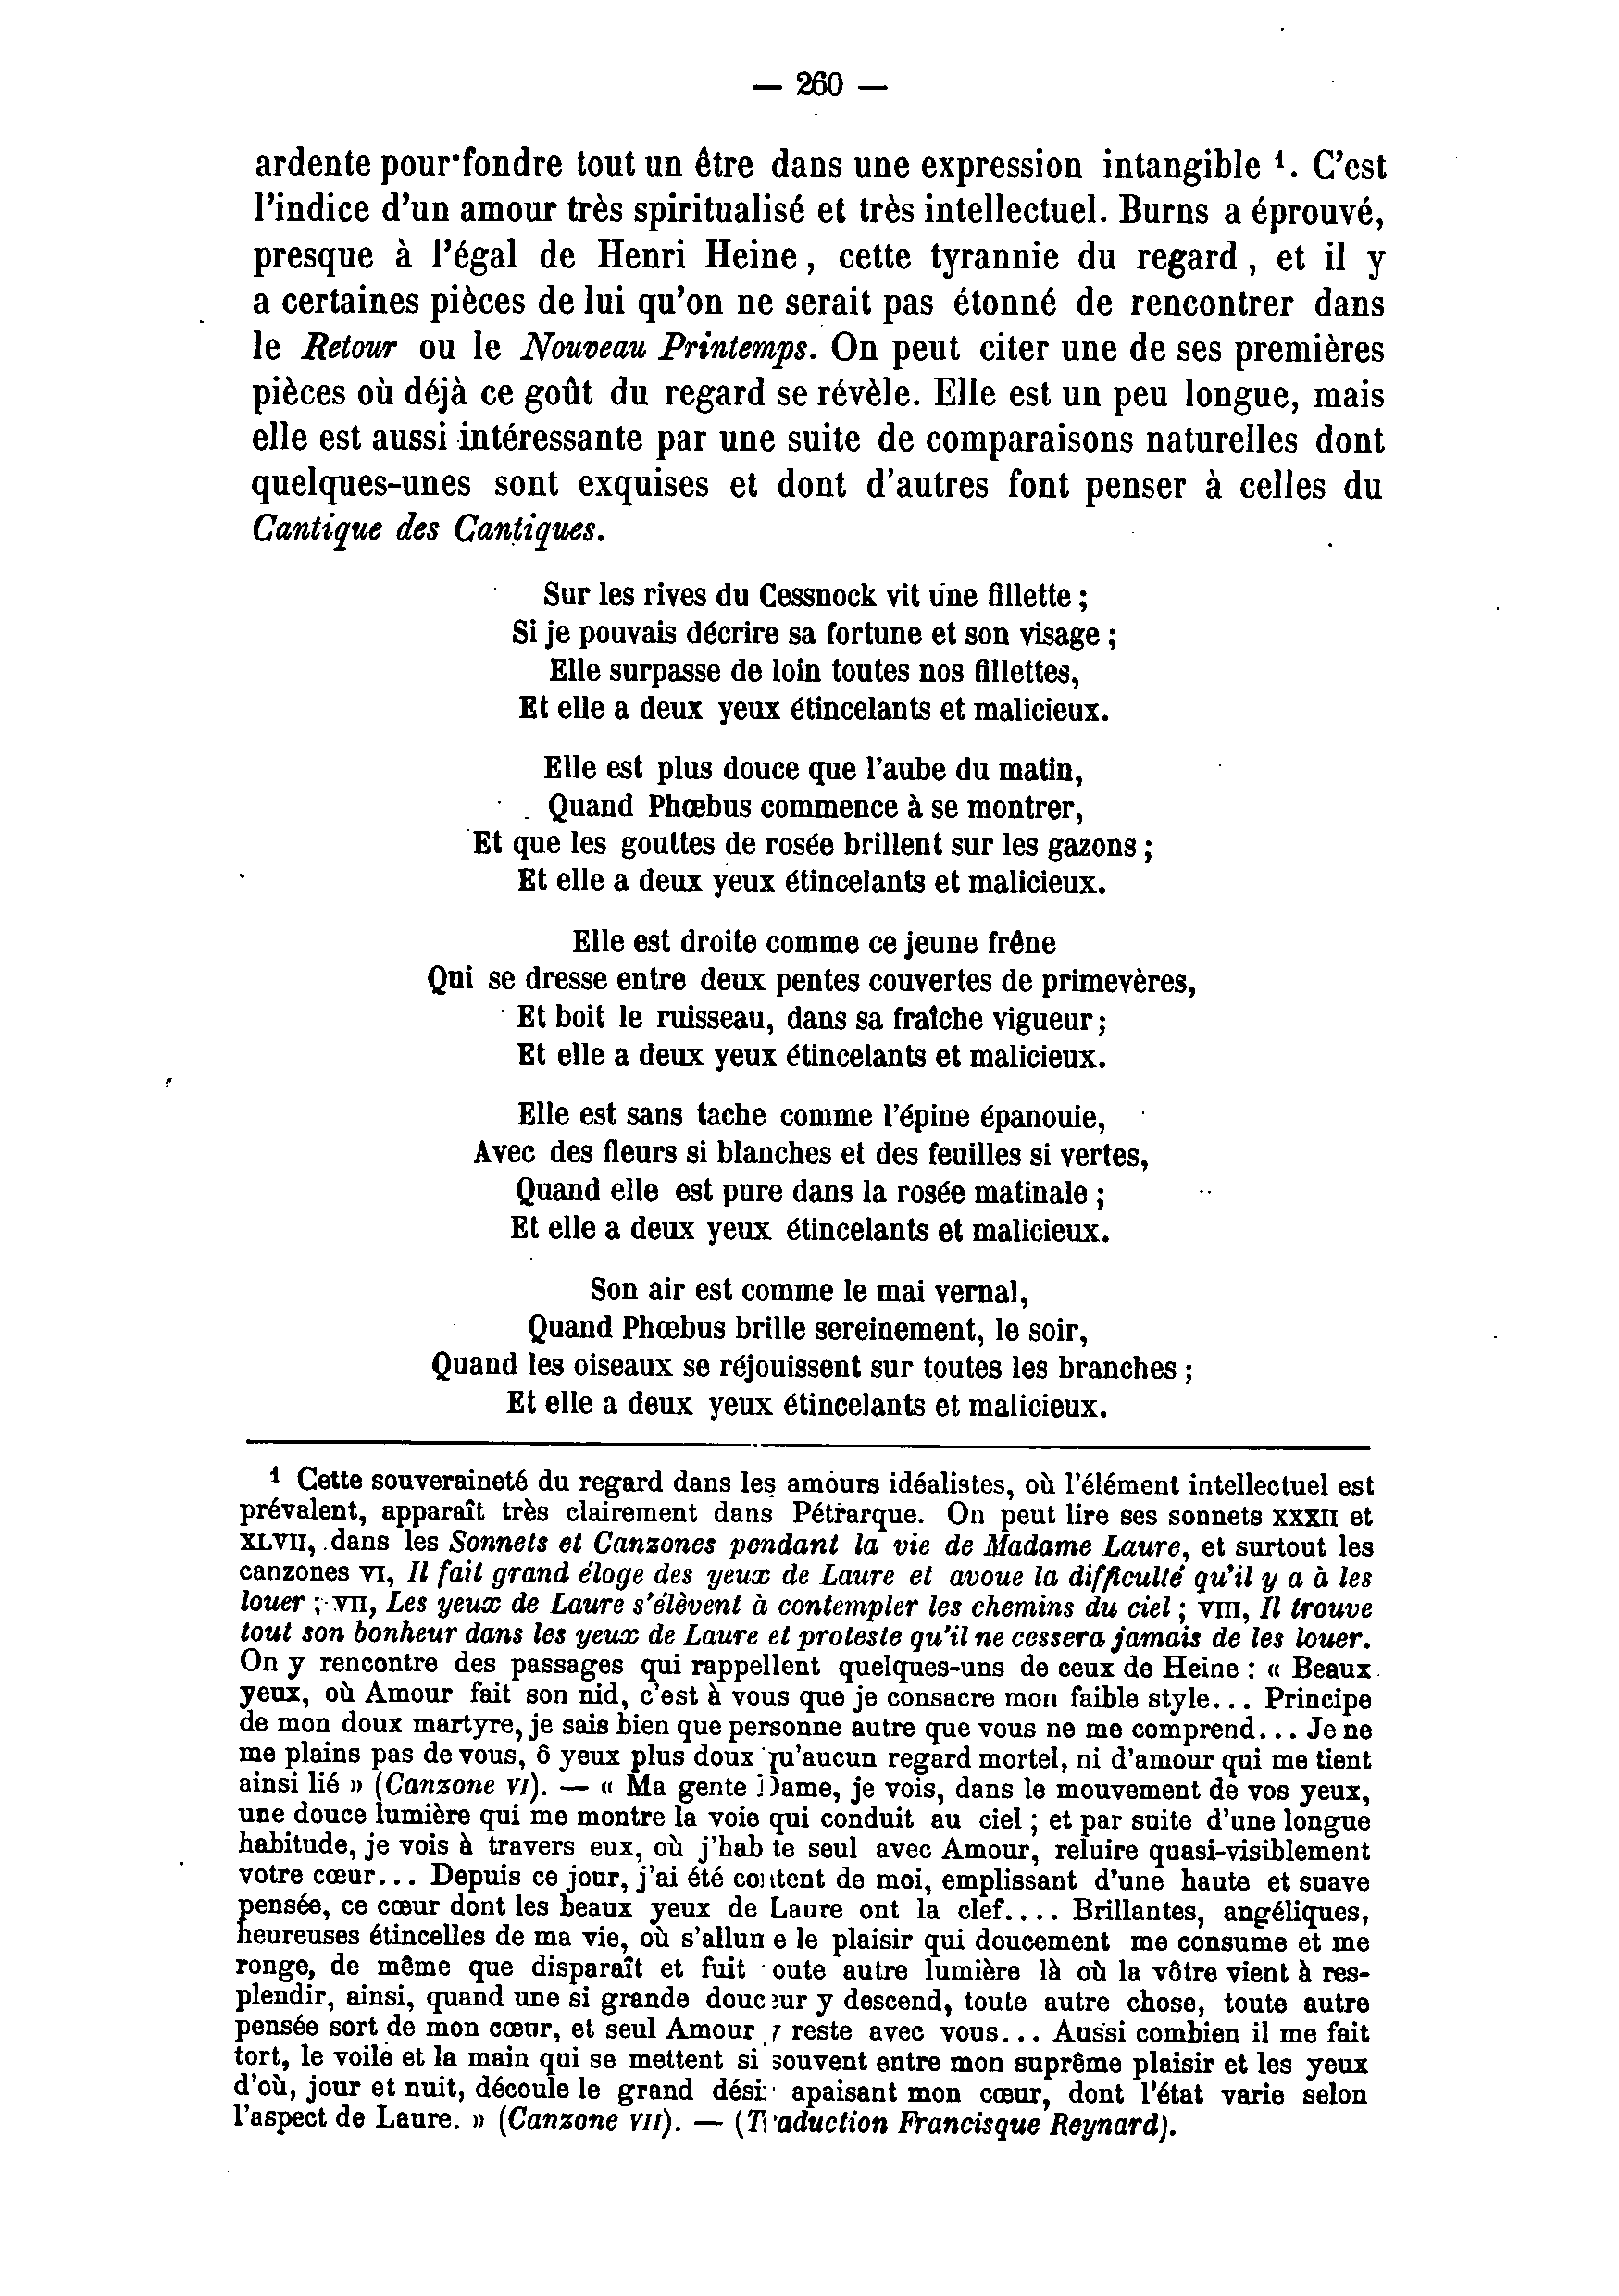 — 260 —
ardente pour fondre tout un être dans une expression intangible ¹. C'est
l'indice d'un amour très spiritualisé et très intellectuel. Burns a éprouvé,
presque à l'égal de Henri Heine, cette tyrannie du regard, et il y
a certaines pièces de lui qu'on ne serait pas étonné de rencontrer dans
le Retour ou le Nouveau Printemps. On peut citer une de ses premières
pièces où déjà ce goût du regard se révèle. Elle est un peu longue, mais
elle est aussi intéressante par une suite de comparaisons naturelles dont
quelques-unes sont exquises et dont d'autres font penser à celles du
Cantique des Cantiques.
Sur les rives du Cessnock vit une fillette ;
Si je pouvais décrire sa fortune et son visage ;
Elle surpasse de loin toutes nos fillettes,
Et elle a deux yeux étincelants et malicieux.
Elle est plus douce que l'aube du matin,
Quand Phœbus commence à se montrer,
Et que les gouttes de rosée brillent sur les gazons ;
Et elle a deux yeux étincelants et malicieux.
Elle est droite comme ce jeune frêne
Qui se dresse entre deux pentes couvertes de primevères,
Et boit le ruisseau, dans sa fraîche vigueur ;
Et elle a deux yeux étincelants et malicieux.
Elle est sans tache comme l'épine épanouie,
Avec des fleurs si blanches et des feuilles si vertes,
Quand elle est pure dans la rosée matinale ;
Et elle a deux yeux étincelants et malicieux.
Son air est comme le mai vernal,
Quand Phœbus brille sereinement, le soir,
Quand les oiseaux se réjouissent sur toutes les branches ;
Et elle a deux yeux étincelants et malicieux.
¹ Cette souveraineté du regard dans les amours idéalistes, où l'élément intellectuel est
prévalent, apparaît très clairement dans Pétrarque. On peut lire ses sonnets XXXII et
XLVII, dans les Sonnets et Canzones pendant la vie de Madame Laure, et surtout les
canzones VI, Il fait grand éloge des yeux de Laure et avoue la difficulté qu'il y a à les
louer ; VII, Les yeux de Laure s'élèvent à contempler les chemins du ciel ; VIII, Il trouve
tout son bonheur dans les yeux de Laure et proteste qu'il ne cessera jamais de les louer.
On y rencontre des passages qui rappellent quelques-uns de ceux de Heine : « Beaux
yeux, où Amour fait son nid, c'est à vous que je consacre mon faible style... Principe
de mon doux martyre, je sais bien que personne autre que vous ne me comprend... Je ne
me plains pas de vous, ô yeux plus doux qu'aucun regard mortel, ni d'amour qui me tient
ainsi lié » (Canzone VI). — « Ma gente Dame, je vois, dans le mouvement de vos yeux,
une douce lumière qui me montre la voie qui conduit au ciel ; et par suite d'une longue
habitude, je vois à travers eux, où j'habite seul avec Amour, reluire quasi-visiblement
votre cœur... Depuis ce jour, j'ai été content de moi, emplissant d'une haute et suave
pensée, ce cœur dont les beaux yeux de Laure ont la clef.... Brillantes, angéliques,
heureuses étincelles de ma vie, où s'allume le plaisir qui doucement me consume et me
ronge, de même que disparaît et fuit toute autre lumière là où la vôtre vient à res-
plendir, ainsi, quand une si grande douceur y descend, toute autre chose, toute autre
pensée sort de mon cœur, et seul Amour y reste avec vous... Aussi combien il me fait
tort, le voile et la main qui se mettent si souvent entre mon suprême plaisir et les yeux
d'où, jour et nuit, découle le grand désir apaisant mon cœur, dont l'état varie selon
l'aspect de Laure. » (Canzone VII). — (Traduction Francisque Reynard).